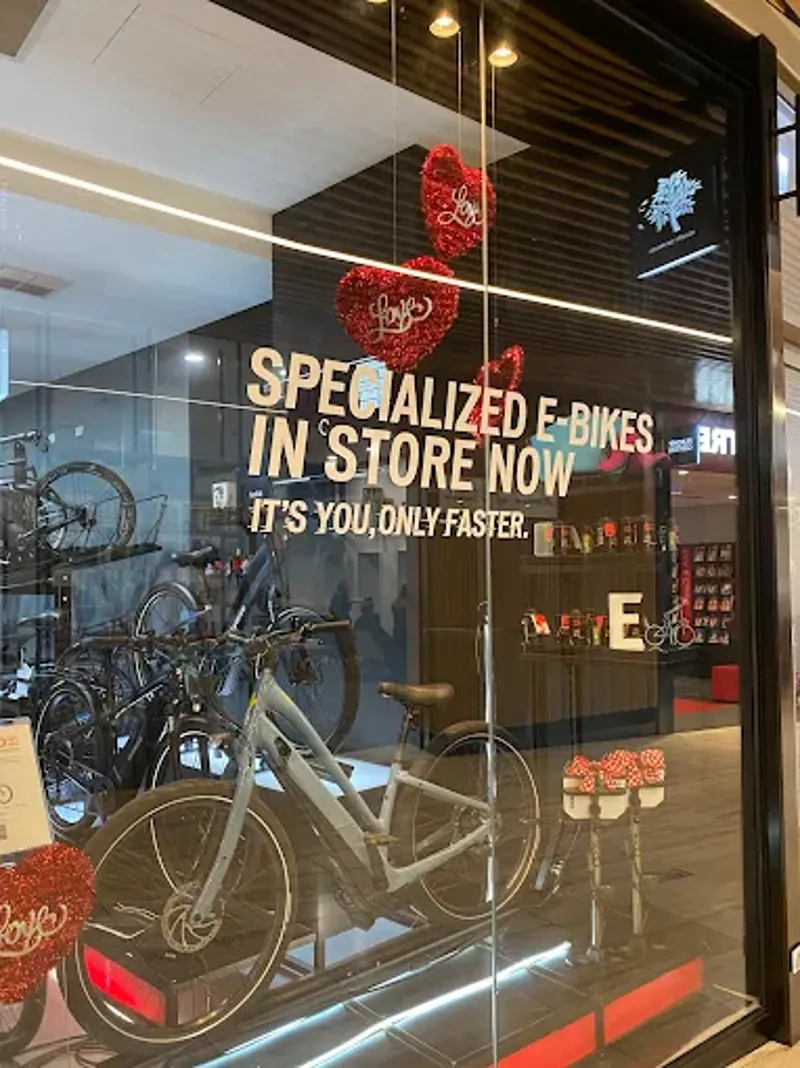 Love
Love
SPECIALIZED E-BIKES
IN STORE NOW
IT'S YOU, ONLY FASTER.
E
Love